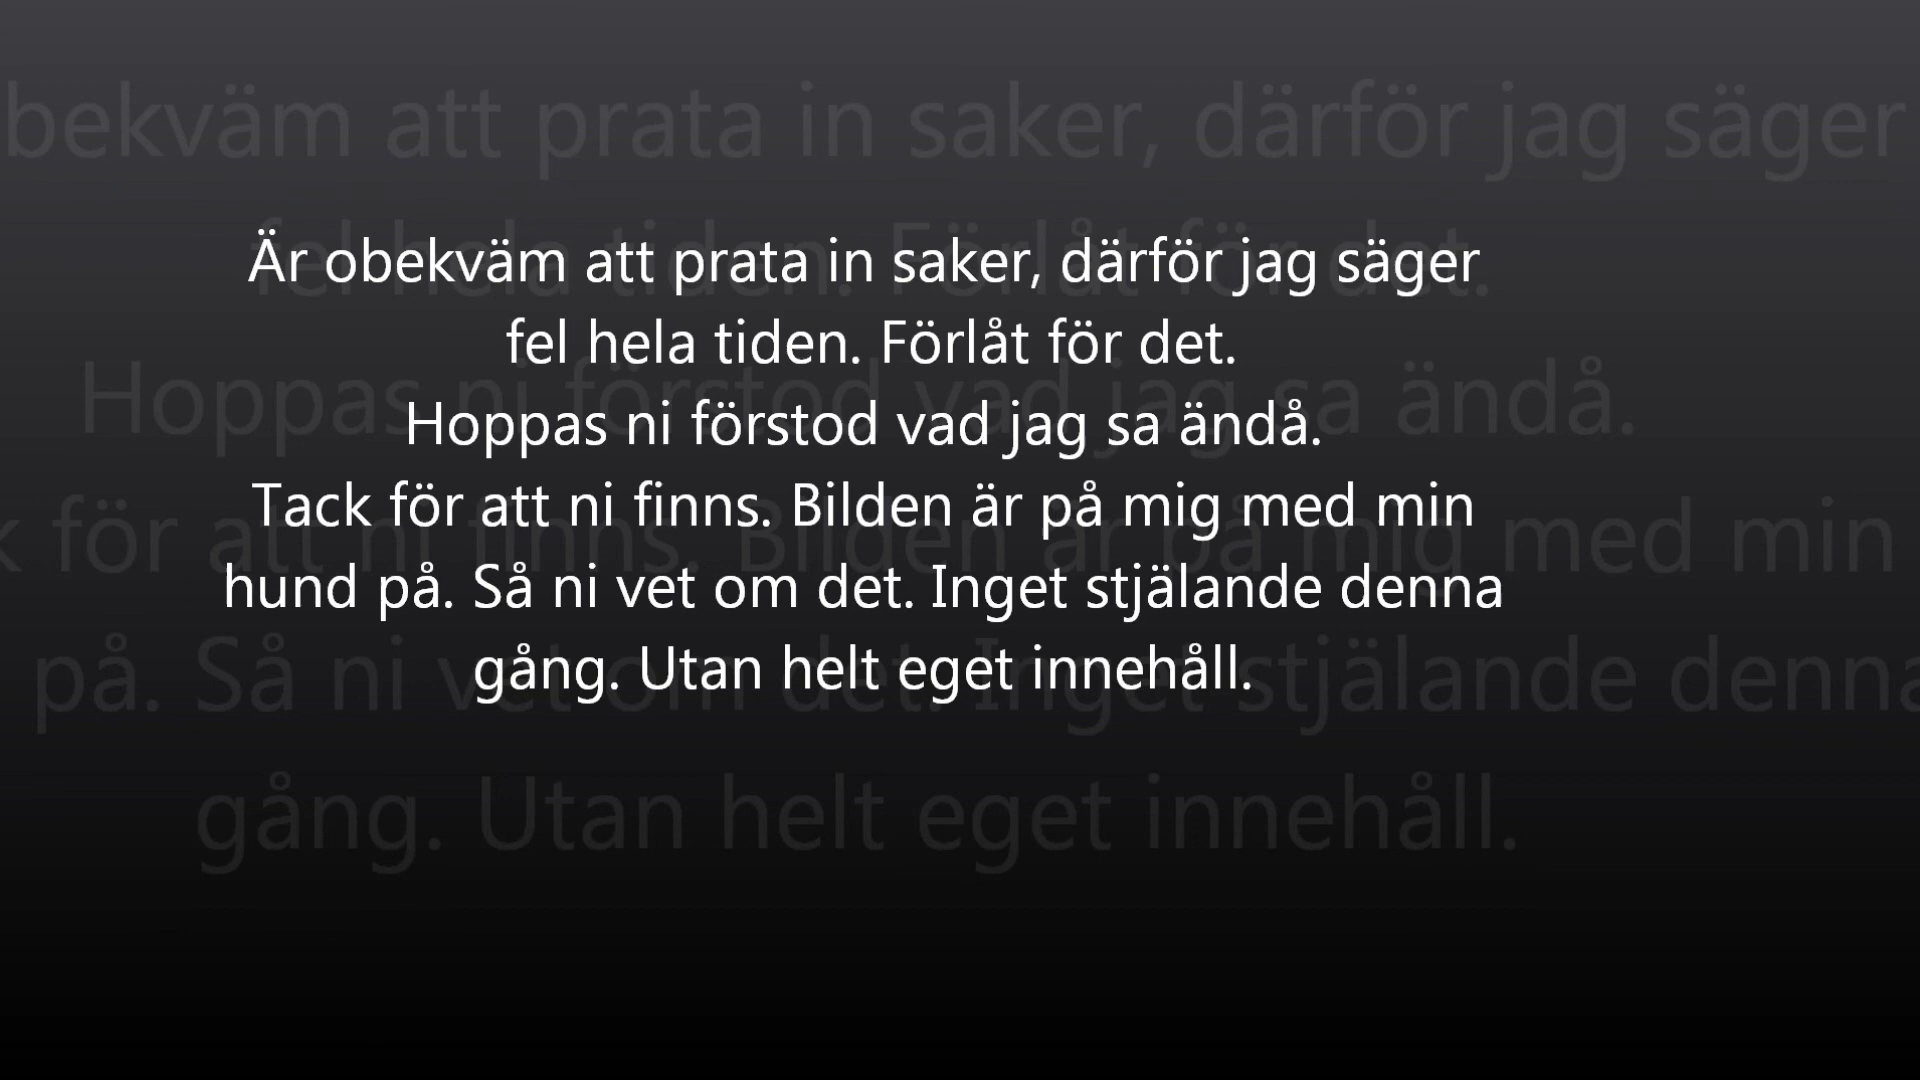 Är obekväm att prata in saker, därför jag säger
fel hela tiden. Förlåt för det.
Hoppas ni förstod vad jag sa ändå.
Tack för att ni finns. Bilden är på mig med min
hund på. Så ni vet om det. Inget stjälande denna
gång. Utan helt eget innehåll.